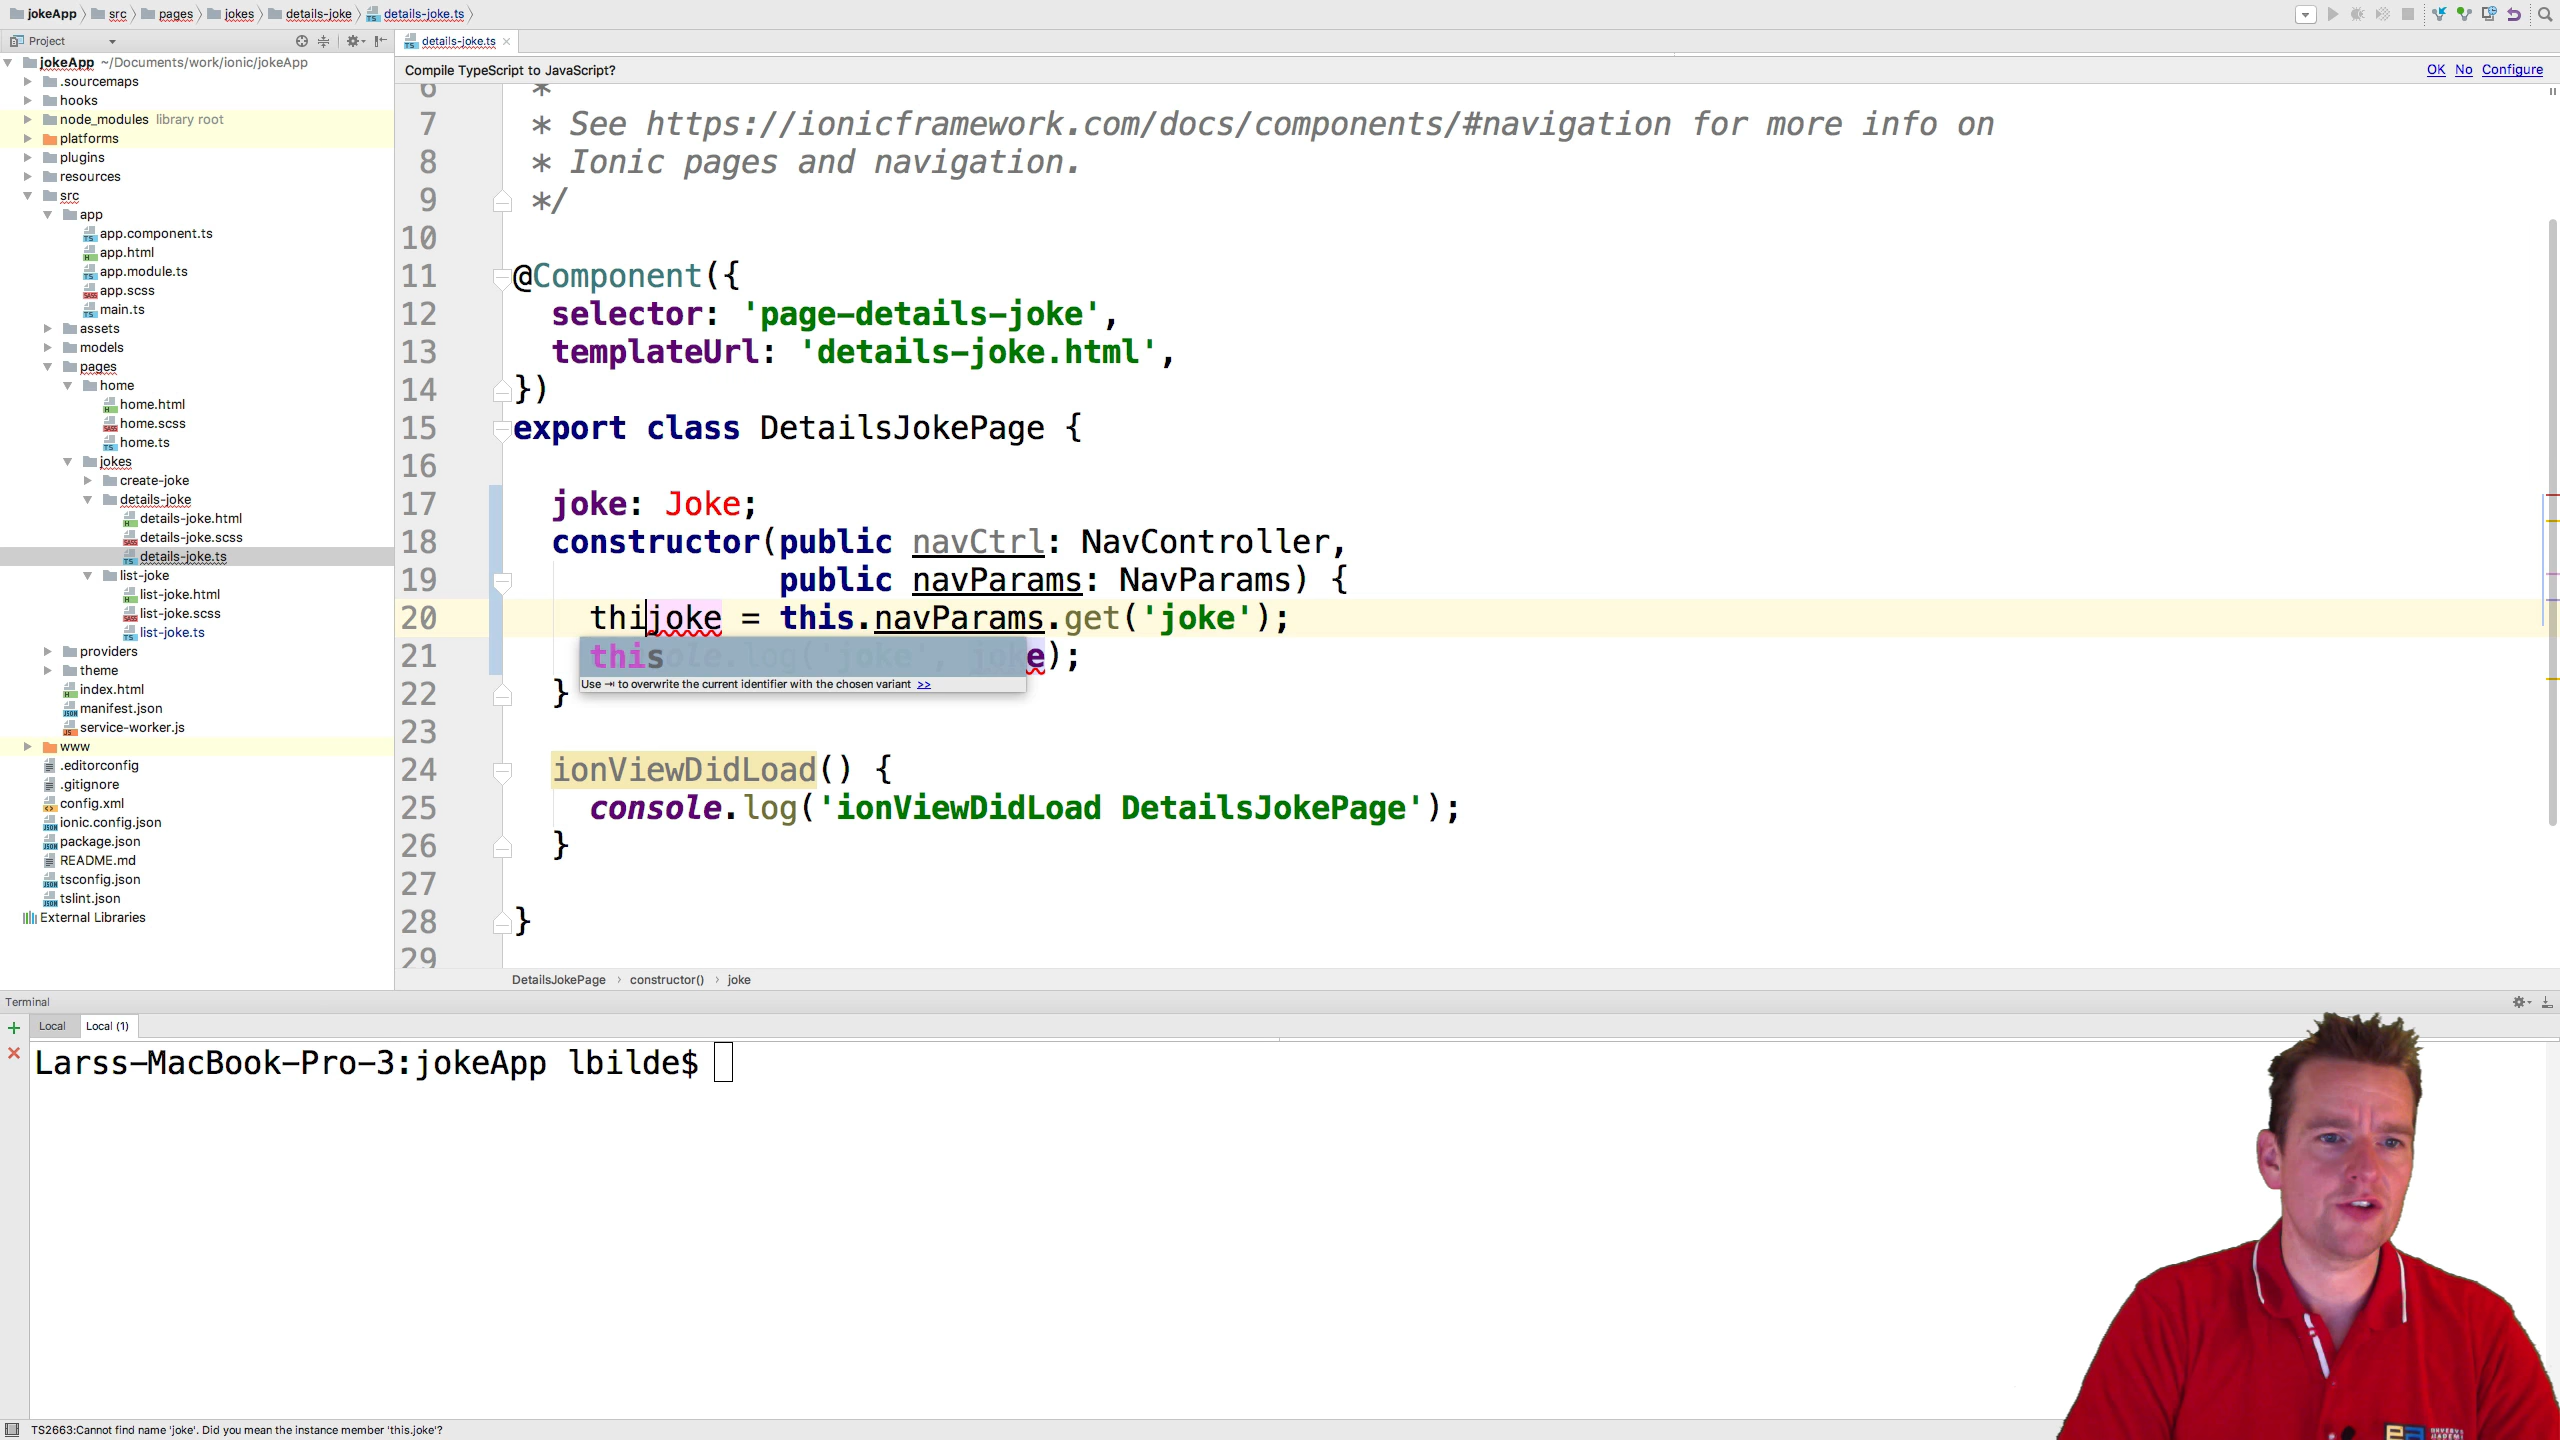 jokeApp src pages jokes details-joke details-joke.ts
Project
details-joke.ts
jokeApp ~/Documents/work/ionic/jokeApp
Compile TypeScript to JavaScript?
OK No Configure
.sourcemaps
hooks
node_modules library root
platforms
plugins
resources
src
app
app.component.ts
app.html
app.module.ts
app.scss
main.ts
assets
models
pages
home
home.html
home.scss
home.ts
jokes
create-joke
details-joke
details-joke.html
details-joke.scss
details-joke.ts
list-joke
list-joke.html
list-joke.scss
list-joke.ts
providers
theme
index.html
manifest.json
service-worker.js
www
.editorconfig
.gitignore
config.xml
ionic.config.json
package.json
README.md
tsconfig.json
tslint.json
External Libraries
6 *
7 * See https://ionicframework.com/docs/components/#navigation for more info on
8 * Ionic pages and navigation.
9 */
10
11 @Component({
12 selector: 'page-details-joke',
13 templateUrl: 'details-joke.html',
14 })
15 export class DetailsJokePage {
16
17 joke: Joke;
18 constructor(public navCtrl: NavController,
19 public navParams: NavParams) {
20 thijoke = this.navParams.get('joke');
21 this ole.log('joke', joke);
Use ⇥ to overwrite the current identifier with the chosen variant >>
22 }
23
24 ionViewDidLoad() {
25 console.log('ionViewDidLoad DetailsJokePage');
26 }
27
28 }
29
DetailsJokePage › constructor() › joke
Terminal
Local Local (1)
Larss-MacBook-Pro-3:jokeApp lbilde$
TS2663:Cannot find name 'joke'. Did you mean the instance member 'this.joke'?